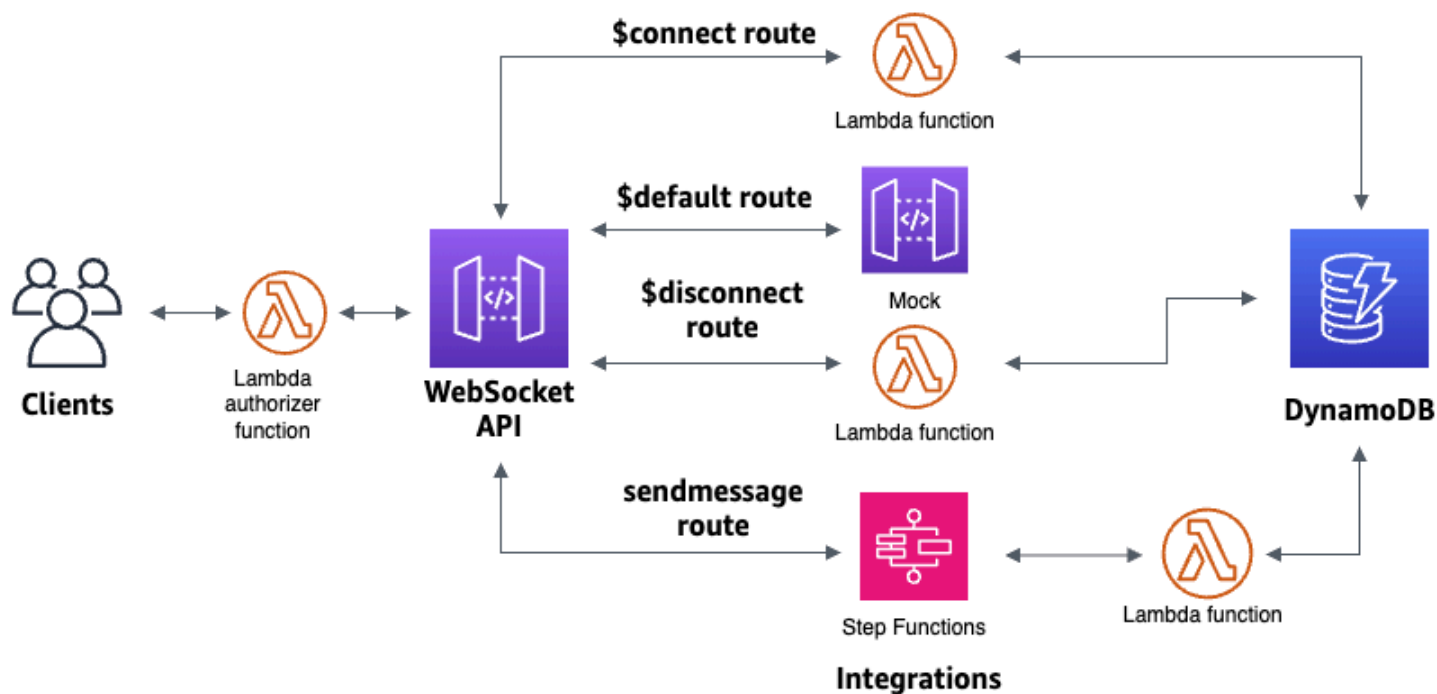 $connect route
Lambda function
$default route
Mock
$disconnect
route
Lambda function
Clients
Lambda
authorizer
function
WebSocket
API
DynamoDB
sendmessage
route
Step Functions
Lambda function
Integrations